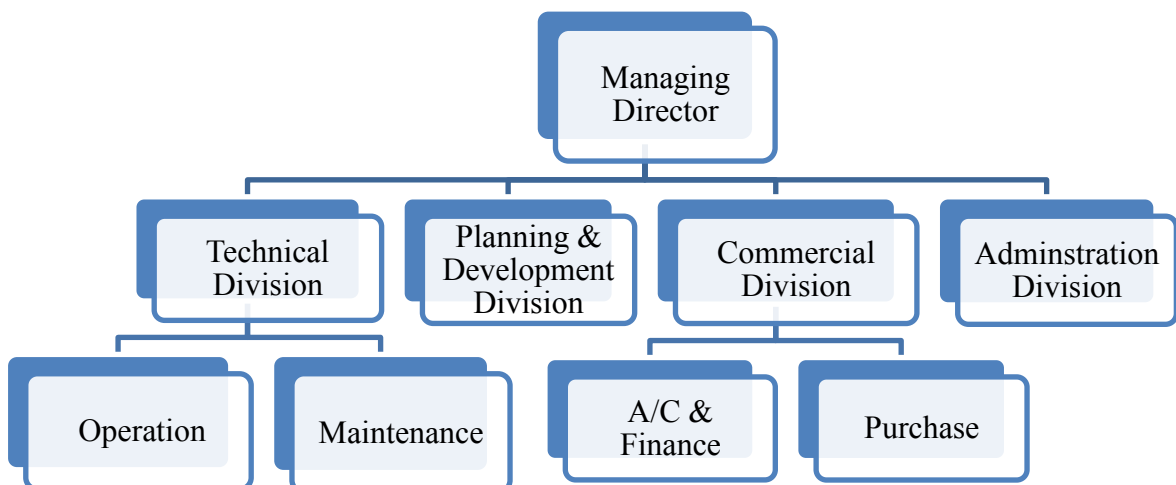 Managing
Director
Technical
Division
Planning &
Development
Division
Commercial
Division
Adminstration
Division
Operation
Maintenance
A/C &
Finance
Purchase